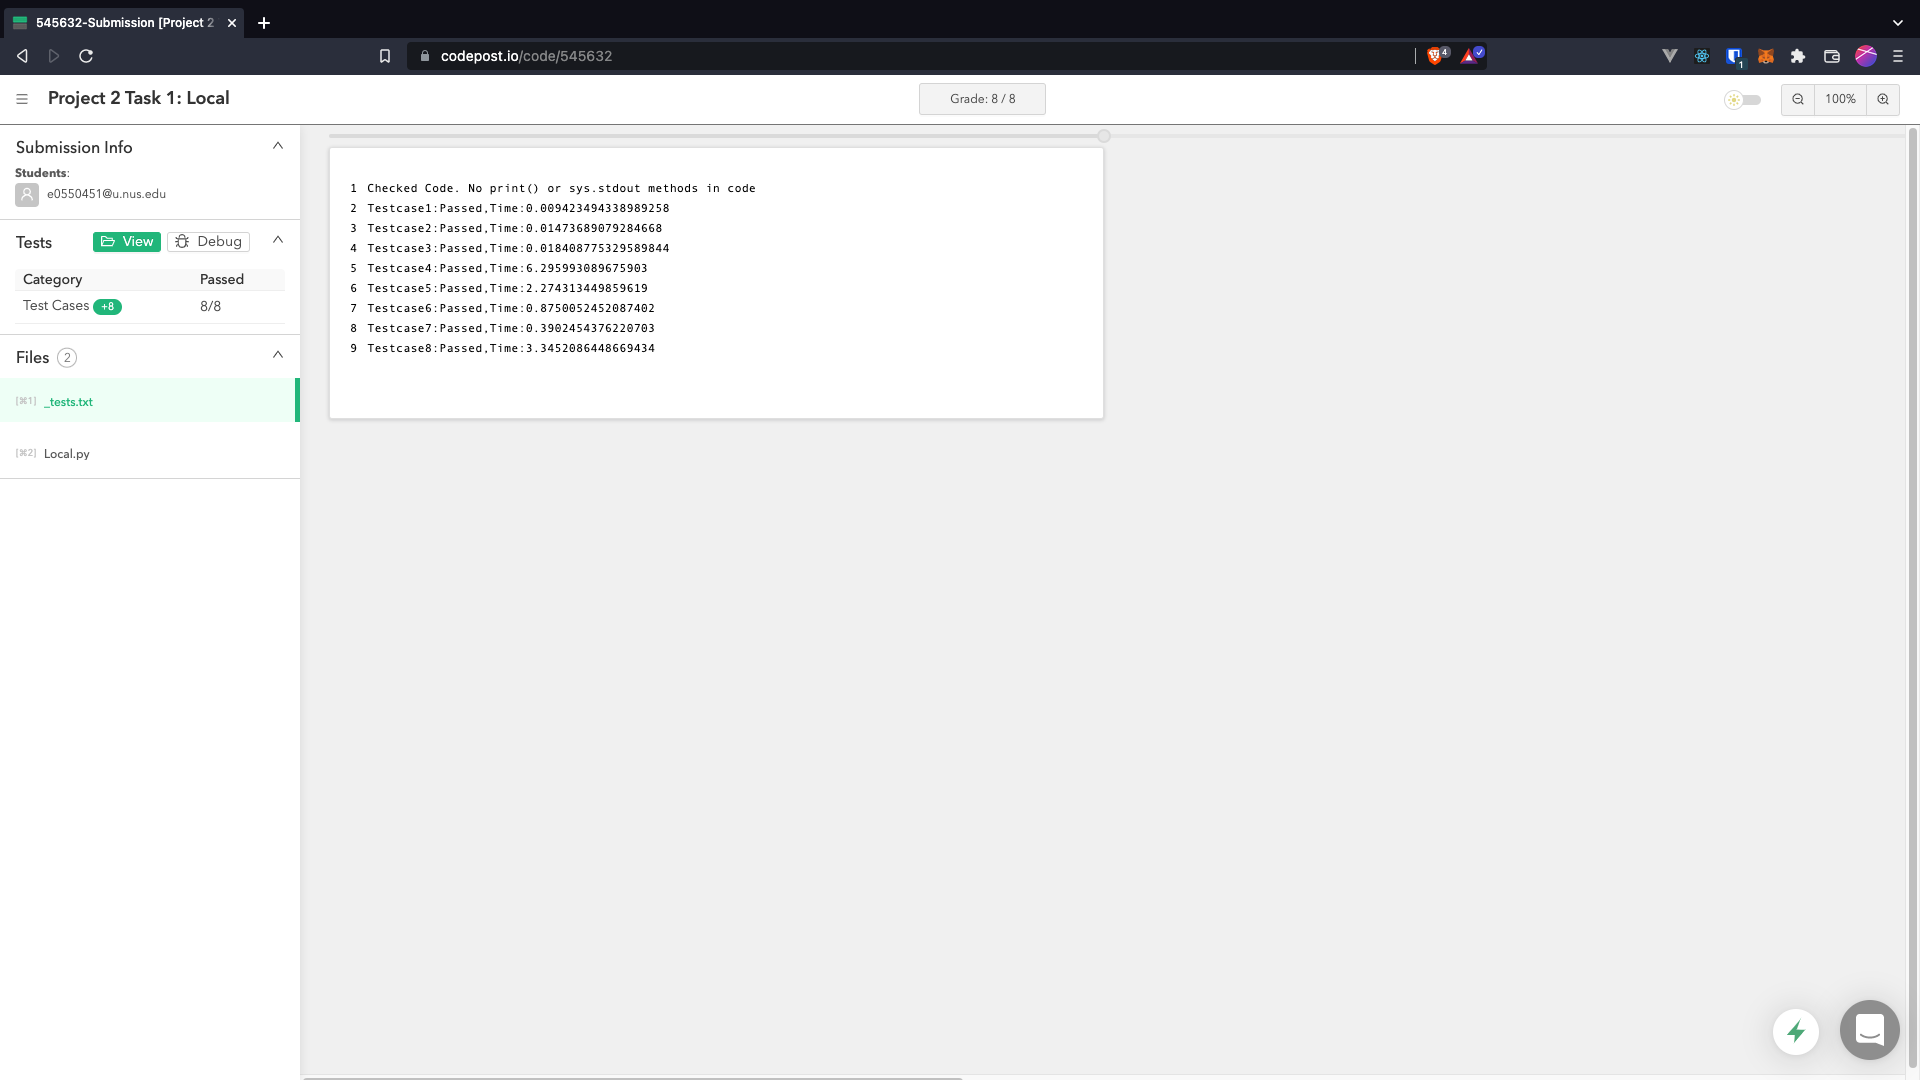 545632-Submission [Project 2
codepost.io/code/545632
4
1
Project 2 Task 1: Local
Grade: 8 / 8
100%
Submission Info
Students:
e0550451@u.nus.edu
Tests
View
Debug
Category Passed
Test Cases +8 8/8
Files 2
[⌘1] _tests.txt
[⌘2] Local.py
1 Checked Code. No print() or sys.stdout methods in code
2 Testcase1:Passed,Time:0.009423494338989258
3 Testcase2:Passed,Time:0.01473689079284668
4 Testcase3:Passed,Time:0.018408775329589844
5 Testcase4:Passed,Time:6.295993089675903
6 Testcase5:Passed,Time:2.274313449859619
7 Testcase6:Passed,Time:0.8750052452087402
8 Testcase7:Passed,Time:0.3902454376220703
9 Testcase8:Passed,Time:3.3452086448669434